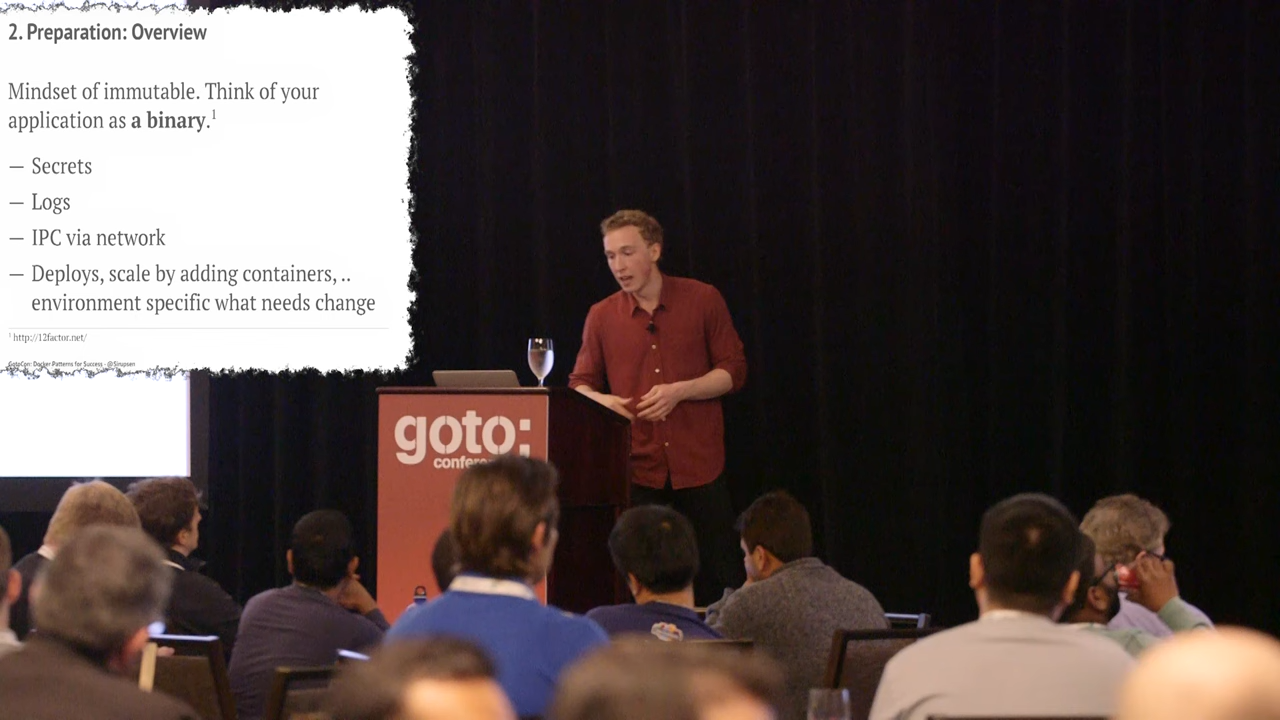 2. Preparation: Overview
Mindset of immutable. Think of your
application as a binary.1
— Secrets
— Logs
— IPC via network
— Deploys, scale by adding containers, ..
environment specific what needs change
1 http://12factor.net/
GotoCon: Docker Patterns for Success - @Sirupsen
goto;